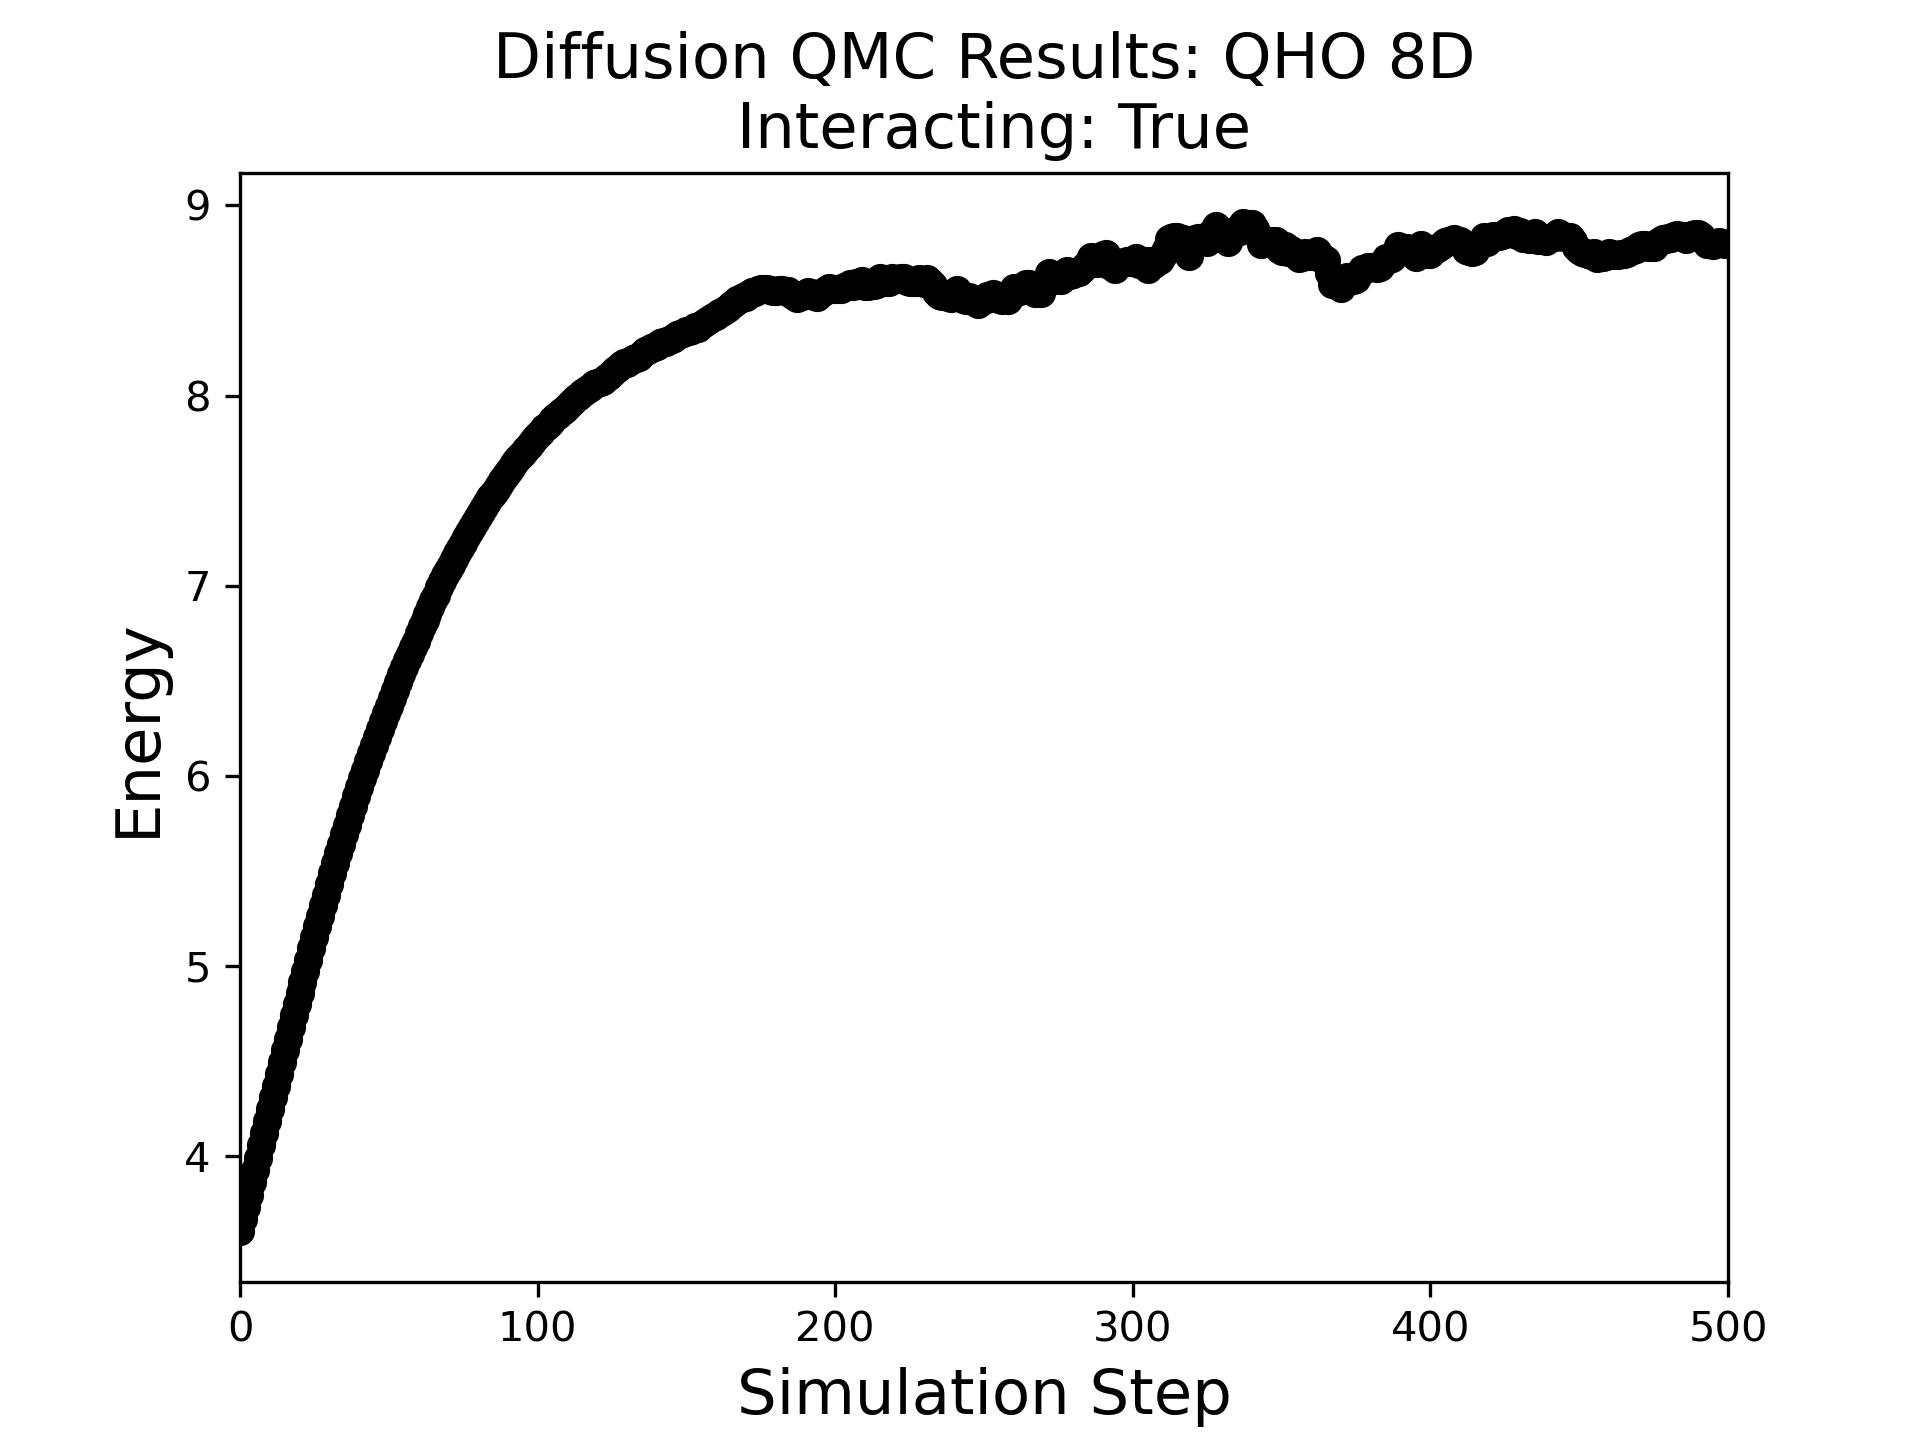 Diffusion QMC Results: QHO 8D
Interacting: True
9
8
7
6
5
4
Energy
0 100 200 300 400 500
Simulation Step